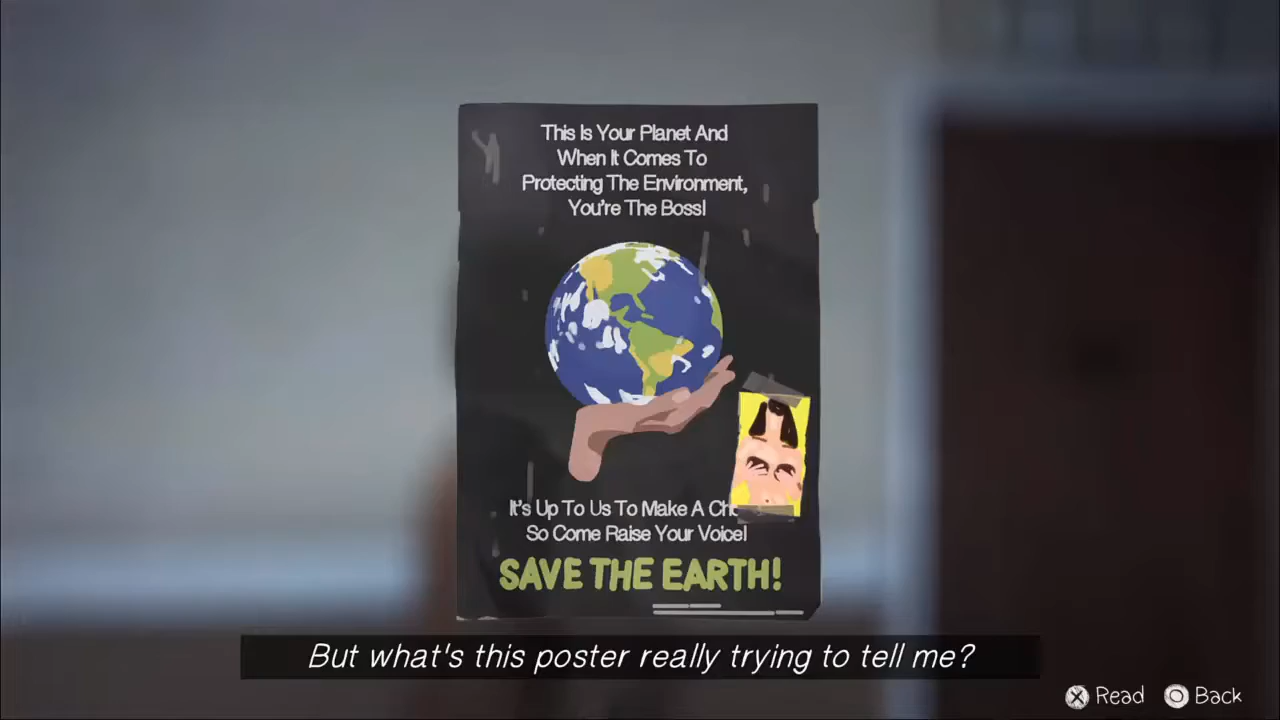 This Is Your Planet And
When It Comes To
Protecting The Environment,
You're The Boss!
It's Up To Us To Make A
So Come Raise Your Voice!
SAVE THE EARTH!
But what's this poster really trying to tell me?
Read Back